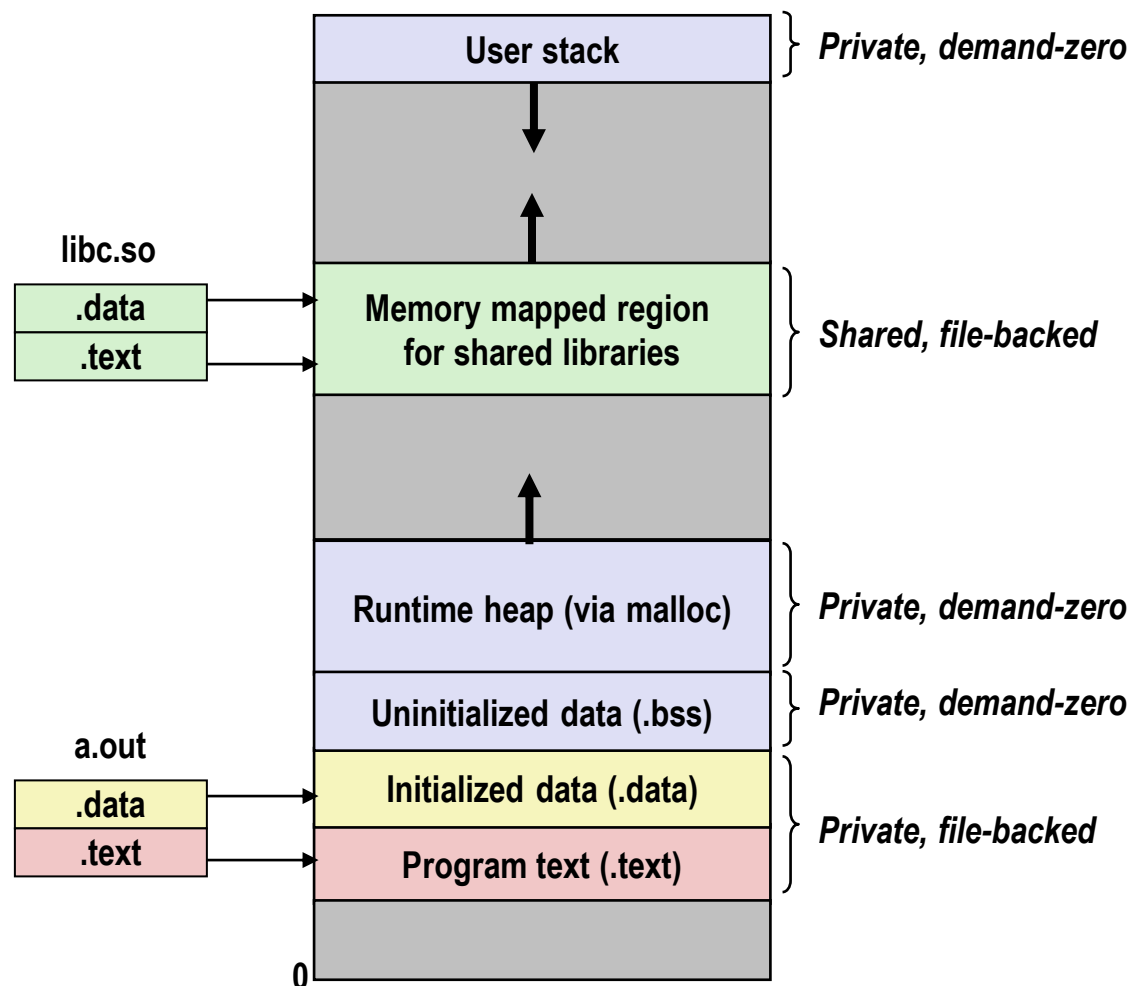 User stack
Private, demand-zero
libc.so
.data
.text
Memory mapped region
for shared libraries
Shared, file-backed
Runtime heap (via malloc)
Private, demand-zero
Uninitialized data (.bss)
Private, demand-zero
a.out
.data
.text
Initialized data (.data)
Program text (.text)
Private, file-backed
0